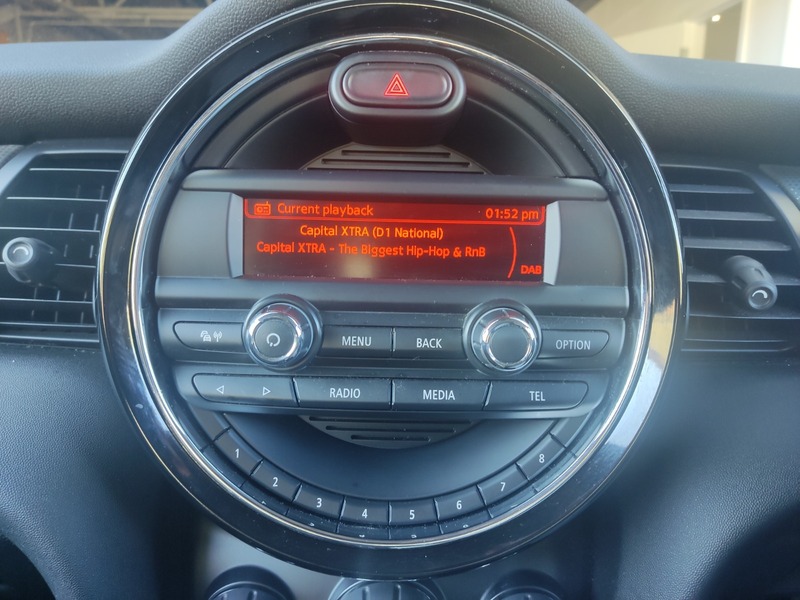 Current playback 01:52 pm
Capital XTRA (D1 National)
Capital XTRA - The Biggest Hip-Hop & RnB
DAB
MENU BACK OPTION
RADIO MEDIA TEL
1 2 3 4 5 6 7 8